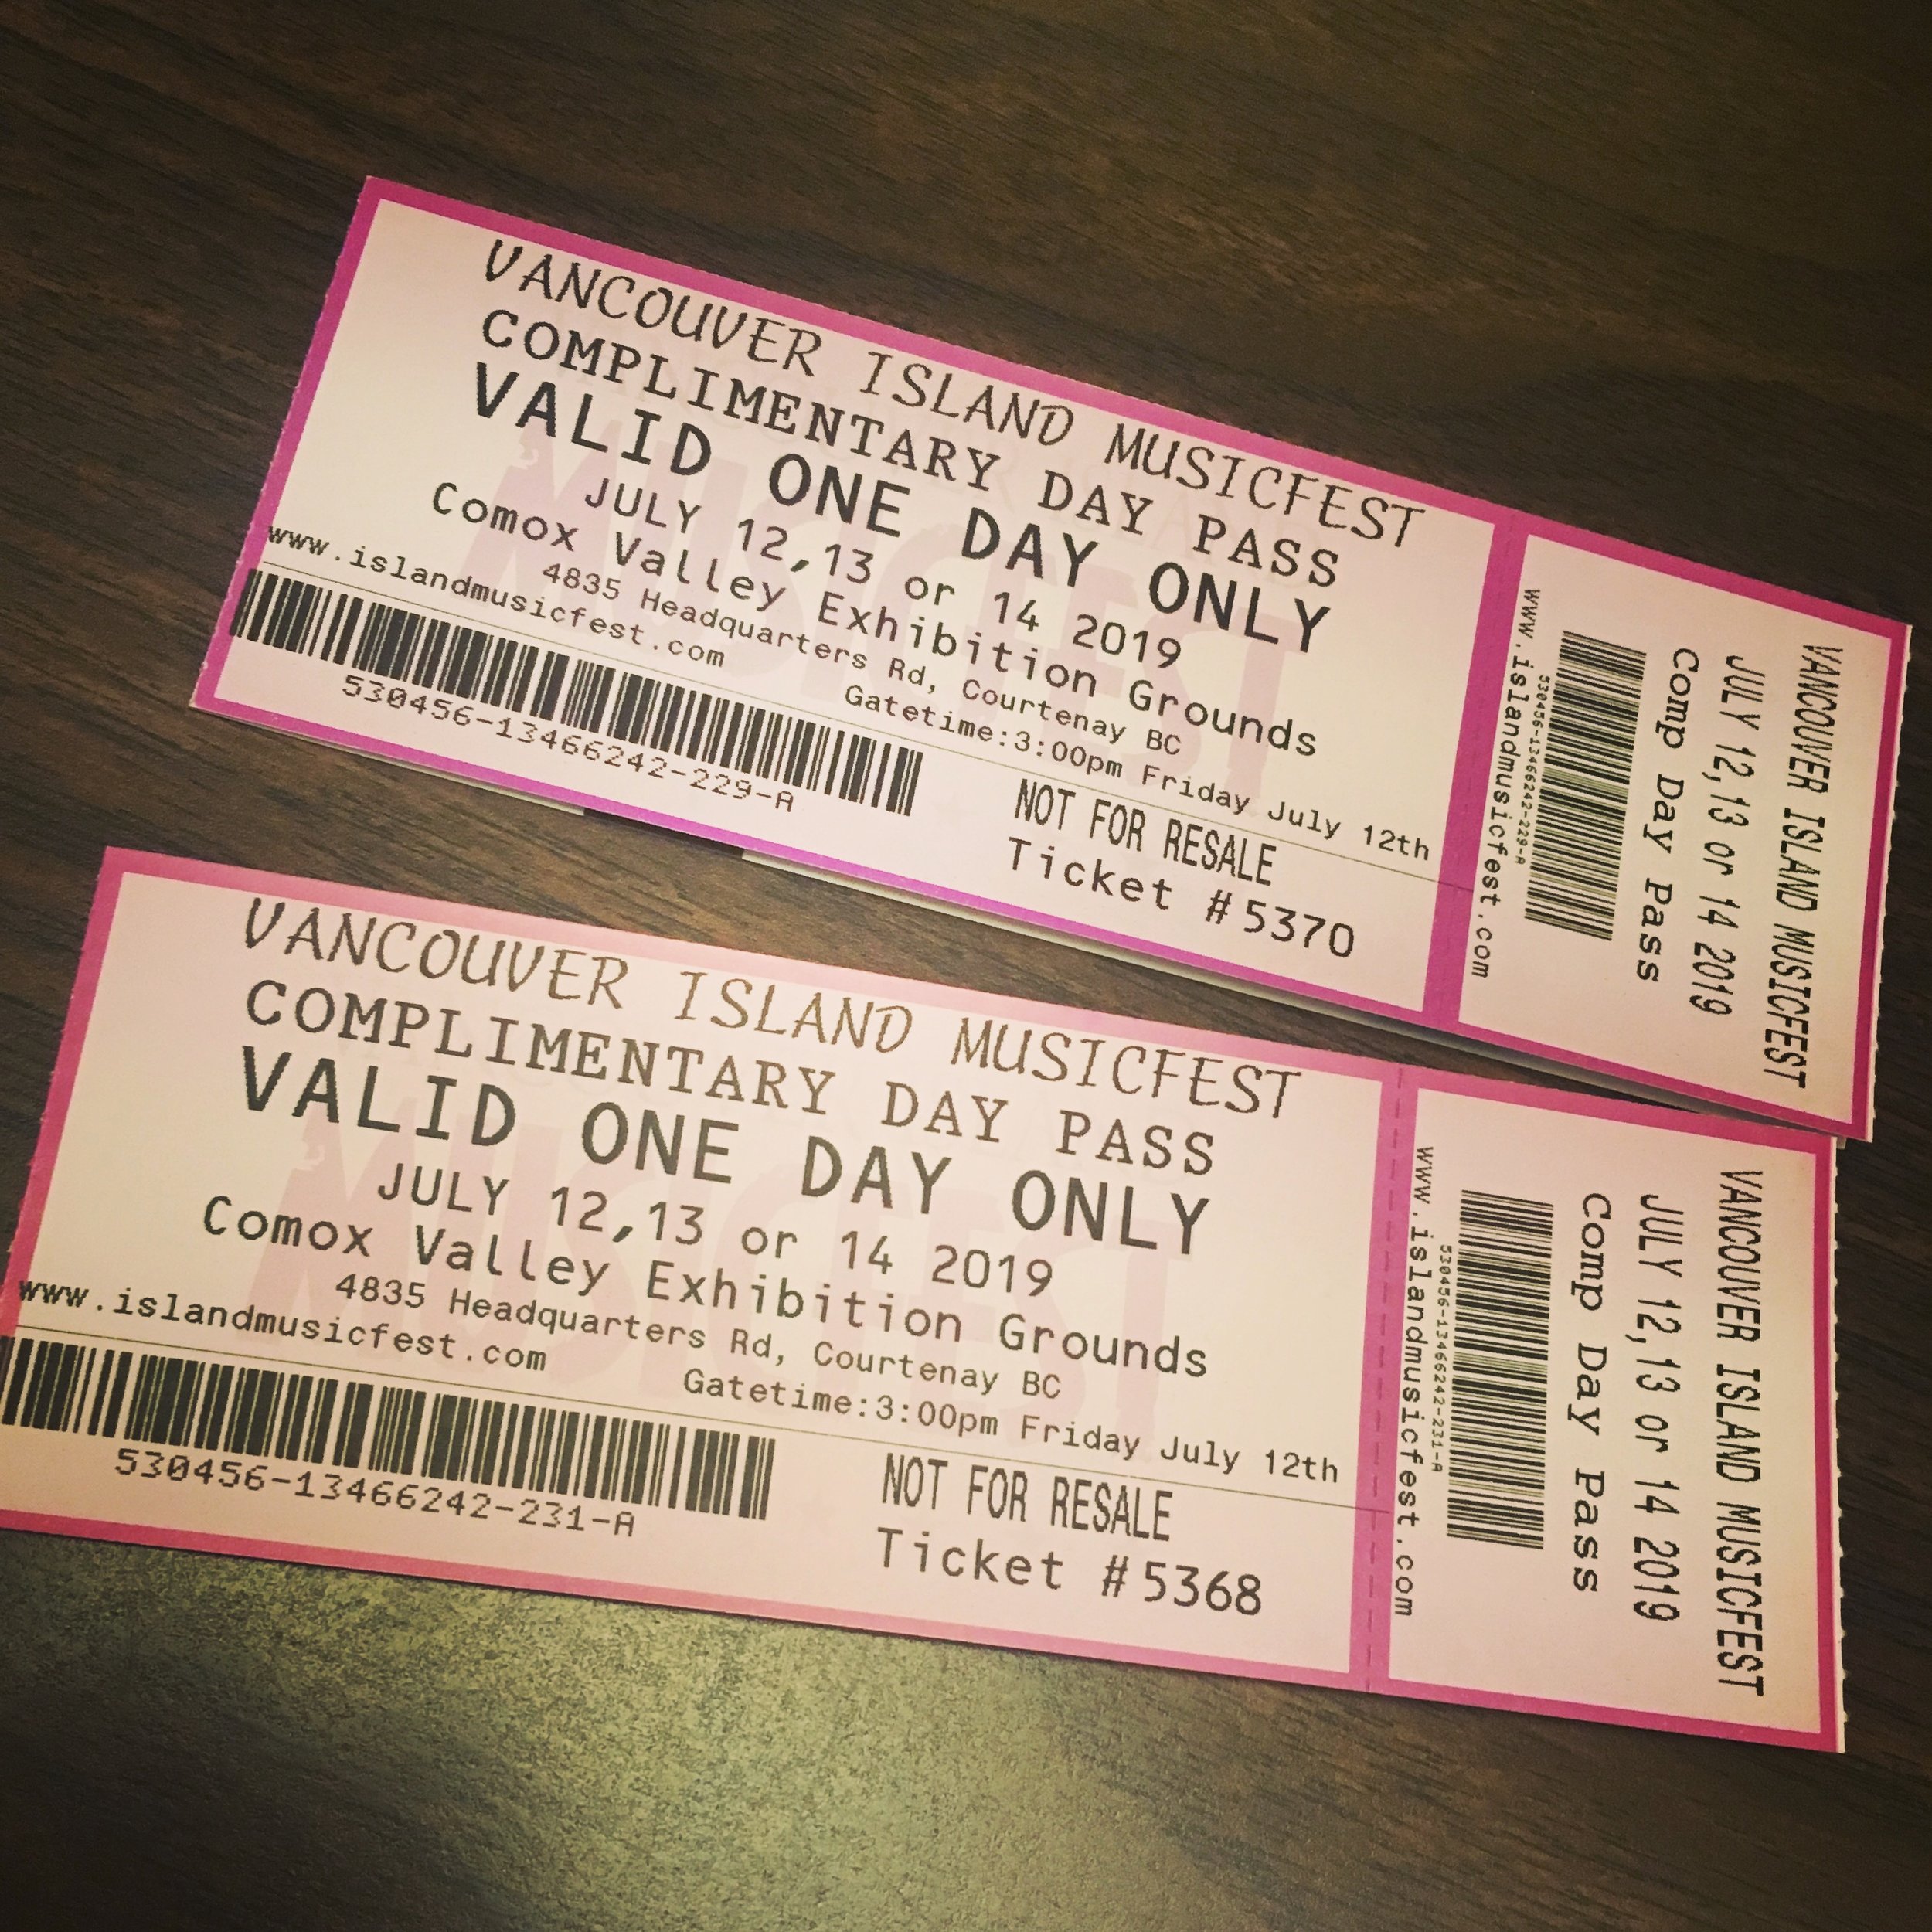 VANCOUVER ISLAND MUSICFEST
COMPLIMENTARY DAY PASS
VALID ONE DAY ONLY
JULY 12,13 or 14 2019
Comox Valley Exhibition Grounds
4835 Headquarters Rd, Courtenay BC
www.islandmusicfest.com
Gatetime:3:00pm Friday July 12th
530456-13466242-229-A
NOT FOR RESALE
Ticket #5370
VANCOUVER ISLAND MUSICFEST
JULY 12,13 or 14 2019
Comp Day Pass
530456-13466242-229-A
www.islandmusicfest.com
VANCOUVER ISLAND MUSICFEST
COMPLIMENTARY DAY PASS
VALID ONE DAY ONLY
JULY 12,13 or 14 2019
Comox Valley Exhibition Grounds
4835 Headquarters Rd, Courtenay BC
www.islandmusicfest.com
Gatetime:3:00pm Friday July 12th
530456-13466242-231-A
NOT FOR RESALE
Ticket #5368
VANCOUVER ISLAND MUSICFEST
JULY 12,13 or 14 2019
Comp Day Pass
530456-13466242-231-A
www.islandmusicfest.com